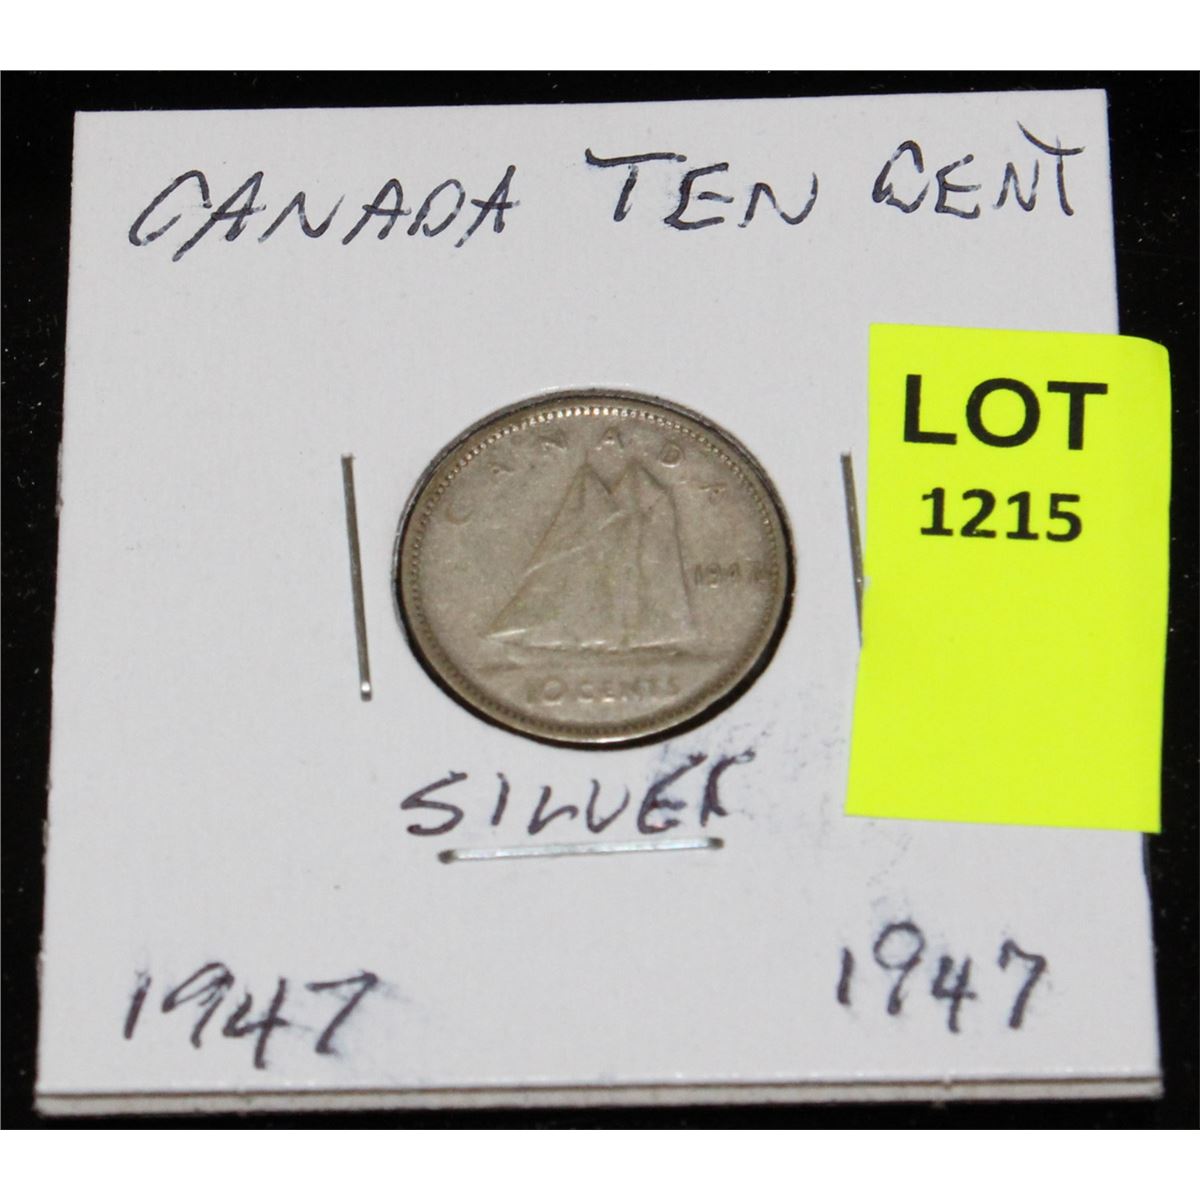 CANADA TEN CENT
LOT
1215
CANADA
1947
10 CENTS
SILVER
1947
1947